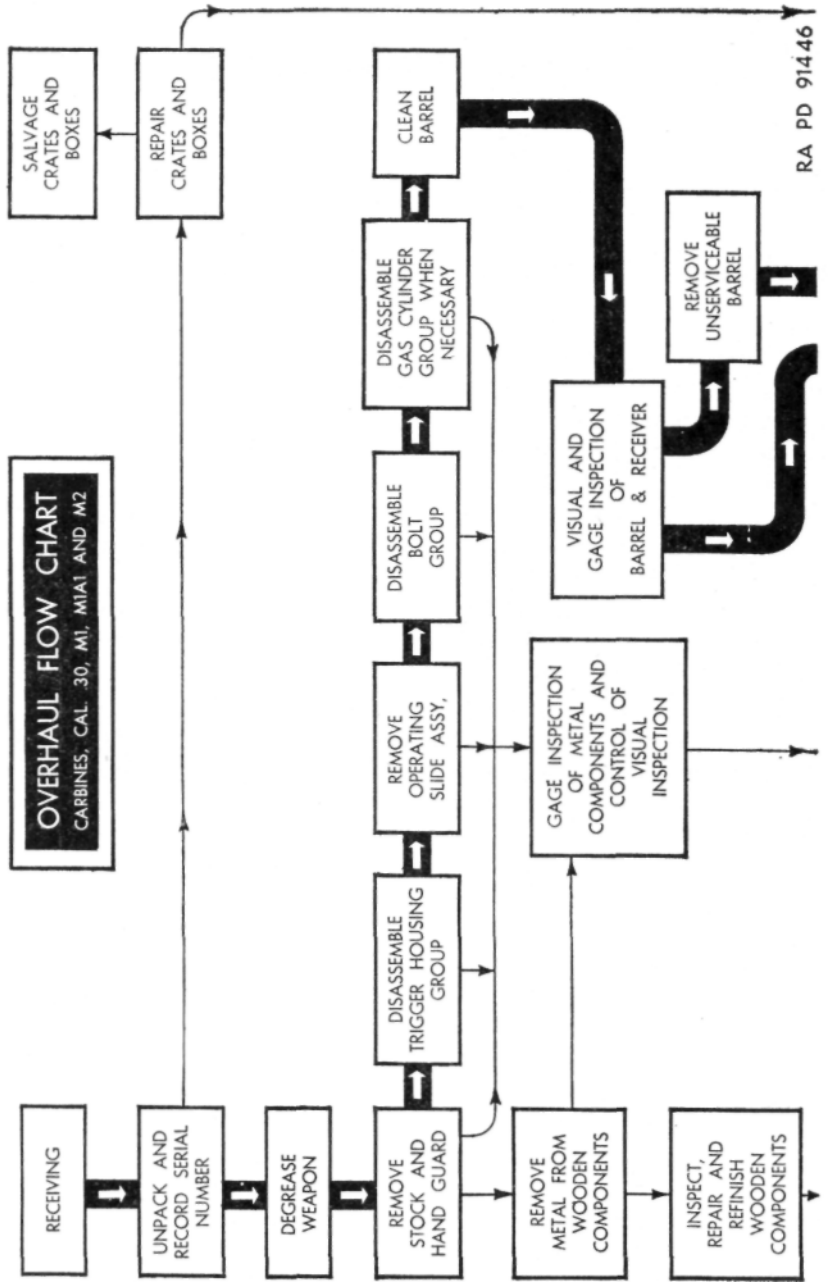 OVERHAUL FLOW CHART
CARBINES, CAL. 30, M1, M1A1 AND M2
RECEIVING
UNPACK AND
RECORD SERIAL
NUMBER
DEGREASE
WEAPON
REMOVE
STOCK AND
HAND GUARD
REMOVE
METAL FROM
WOODEN
COMPONENTS
INSPECT,
REPAIR AND
REFINISH
WOODEN
COMPONENTS
DISASSEMBLE
TRIGGER HOUSING
GROUP
REMOVE
OPERATING
SLIDE ASSY,
DISASSEMBLE
BOLT
GROUP
DISASSEMBLE
GAS CYLINDER
GROUP WHEN
NECESSARY
CLEAN
BARREL
GAGE INSPECTION
OF METAL
COMPONENTS AND
CONTROL OF
VISUAL
INSPECTION
VISUAL AND
GAGE INSPECTION
OF
BARREL & RECEIVER
REMOVE
UNSERVICEABLE
BARREL
SALVAGE
CRATES AND
BOXES
REPAIR
CRATES AND
BOXES
RA PD 91446